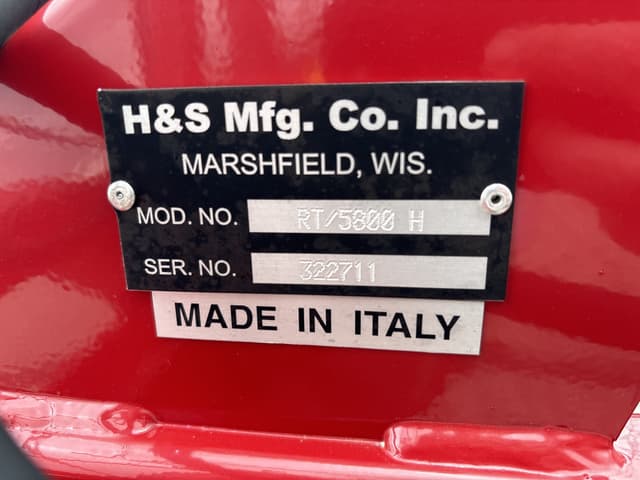 H&S Mfg. Co. Inc.
MARSHFIELD, WIS.
MOD. NO. RT/5800 H
SER. NO. 322711
MADE IN ITALY